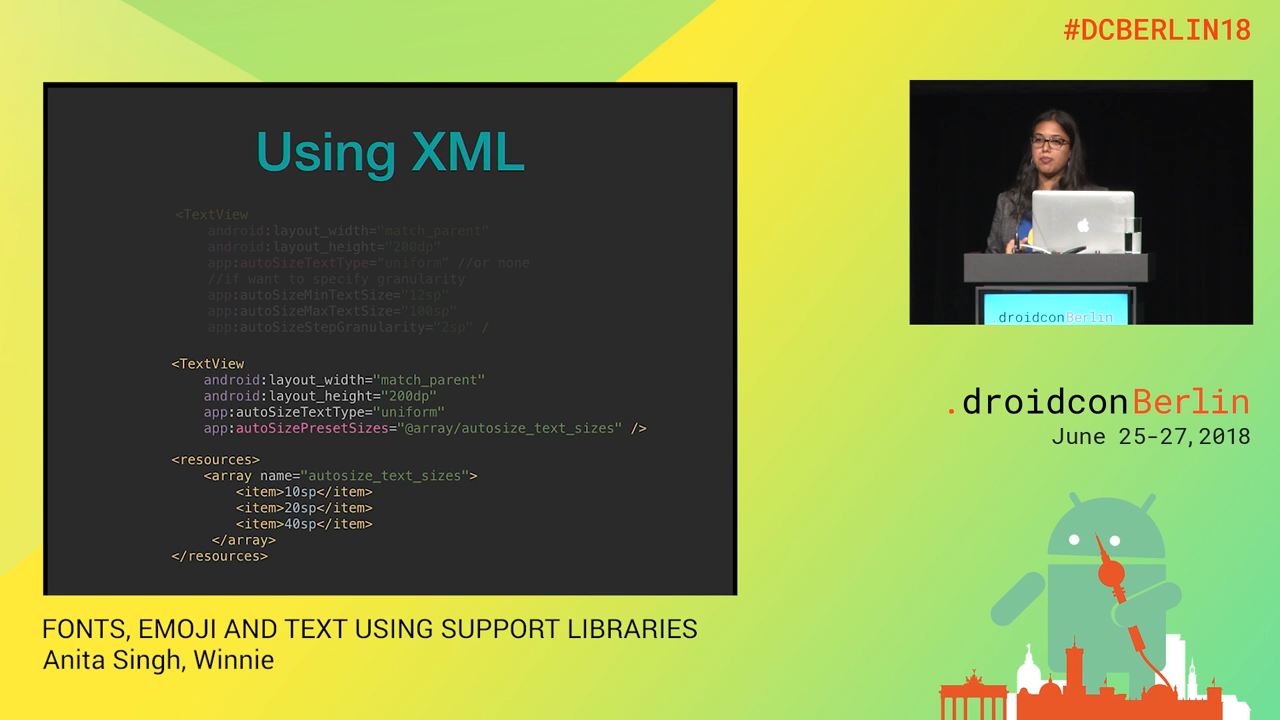 #DCBERLIN18
Using XML
<TextView
android:layout_width="match_parent"
android:layout_height="200dp"
app:autoSizeTextType="uniform" //or none
//if want to specify granularity
app:autoSizeMinTextSize="12sp"
app:autoSizeMaxTextSize="100sp"
app:autoSizeStepGranularity="2sp" /
<TextView
android:layout_width="match_parent"
android:layout_height="200dp"
app:autoSizeTextType="uniform"
app:autoSizePresetSizes="@array/autosize_text_sizes" />
<resources>
<array name="autosize_text_sizes">
<item>10sp</item>
<item>20sp</item>
<item>40sp</item>
</array>
</resources>
droidconBerlin
.droidconBerlin
June 25-27, 2018
FONTS, EMOJI AND TEXT USING SUPPORT LIBRARIES
Anita Singh, Winnie